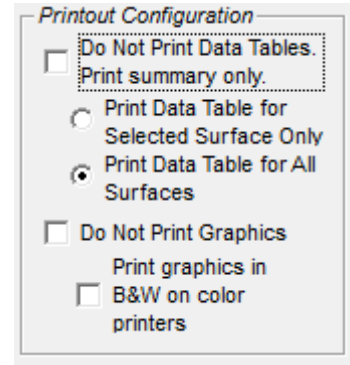 Printout Configuration
Do Not Print Data Tables.
Print summary only.
Print Data Table for
Selected Surface Only
Print Data Table for All
Surfaces
Do Not Print Graphics
Print graphics in
B&W on color
printers